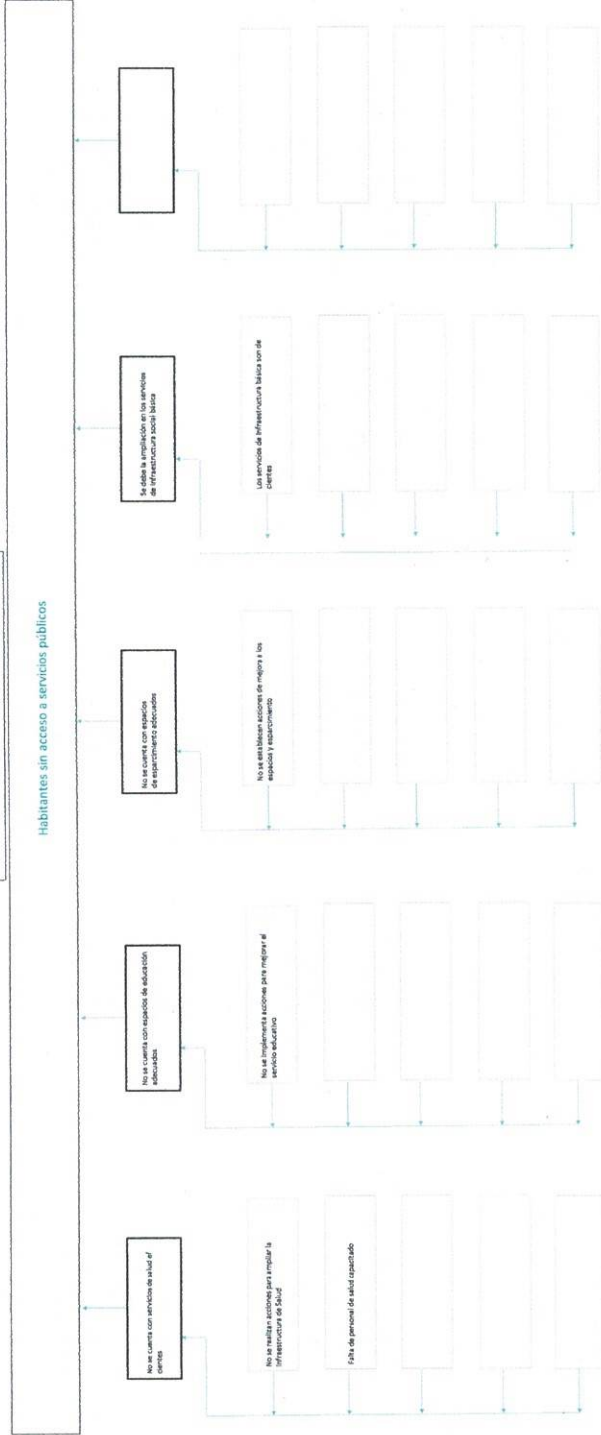 Habitantes sin acceso a servicios públicos
No se cuenta con servicios de salud ef
cientes
No se realizan acciones para ampliar la
Infraestructura de Salud
Falta de personal de salud capacitado
No se cuenta con espacios de educación
adecuados
No se implementa acciones para mejorar el
servicio educativo
No se cuenta con espacios
de esparcimiento adecuados
No se establecen acciones de mejora a los
espacios y esparcimiento
Se debe la ampliación en los servicios
de infraestructura social básica
Los servicios de infraestructura básica son de
cientes